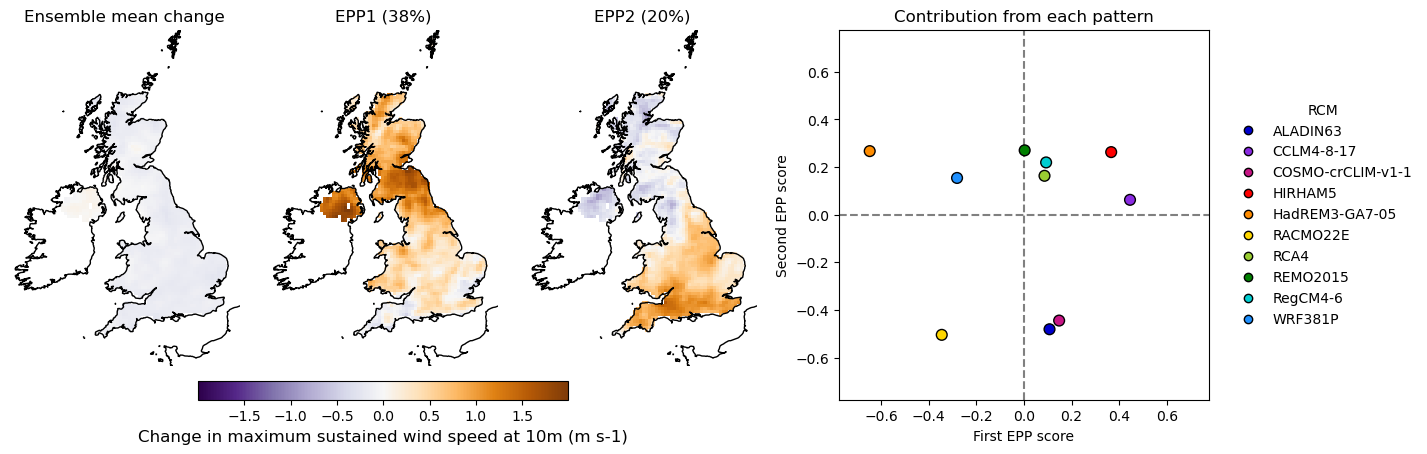 Ensemble mean change
EPP1 (38%)
EPP2 (20%)
−1.5 −1.0 −0.5 0.0 0.5 1.0 1.5
Change in maximum sustained wind speed at 10m (m s-1)
Contribution from each pattern
Second EPP score
0.6
0.4
0.2
0.0
−0.2
−0.4
−0.6
−0.6 −0.4 −0.2 0.0 0.2 0.4 0.6
First EPP score
RCM
ALADIN63
CCLM4-8-17
COSMO-crCLIM-v1-1
HIRHAM5
HadREM3-GA7-05
RACMO22E
RCA4
REMO2015
RegCM4-6
WRF381P